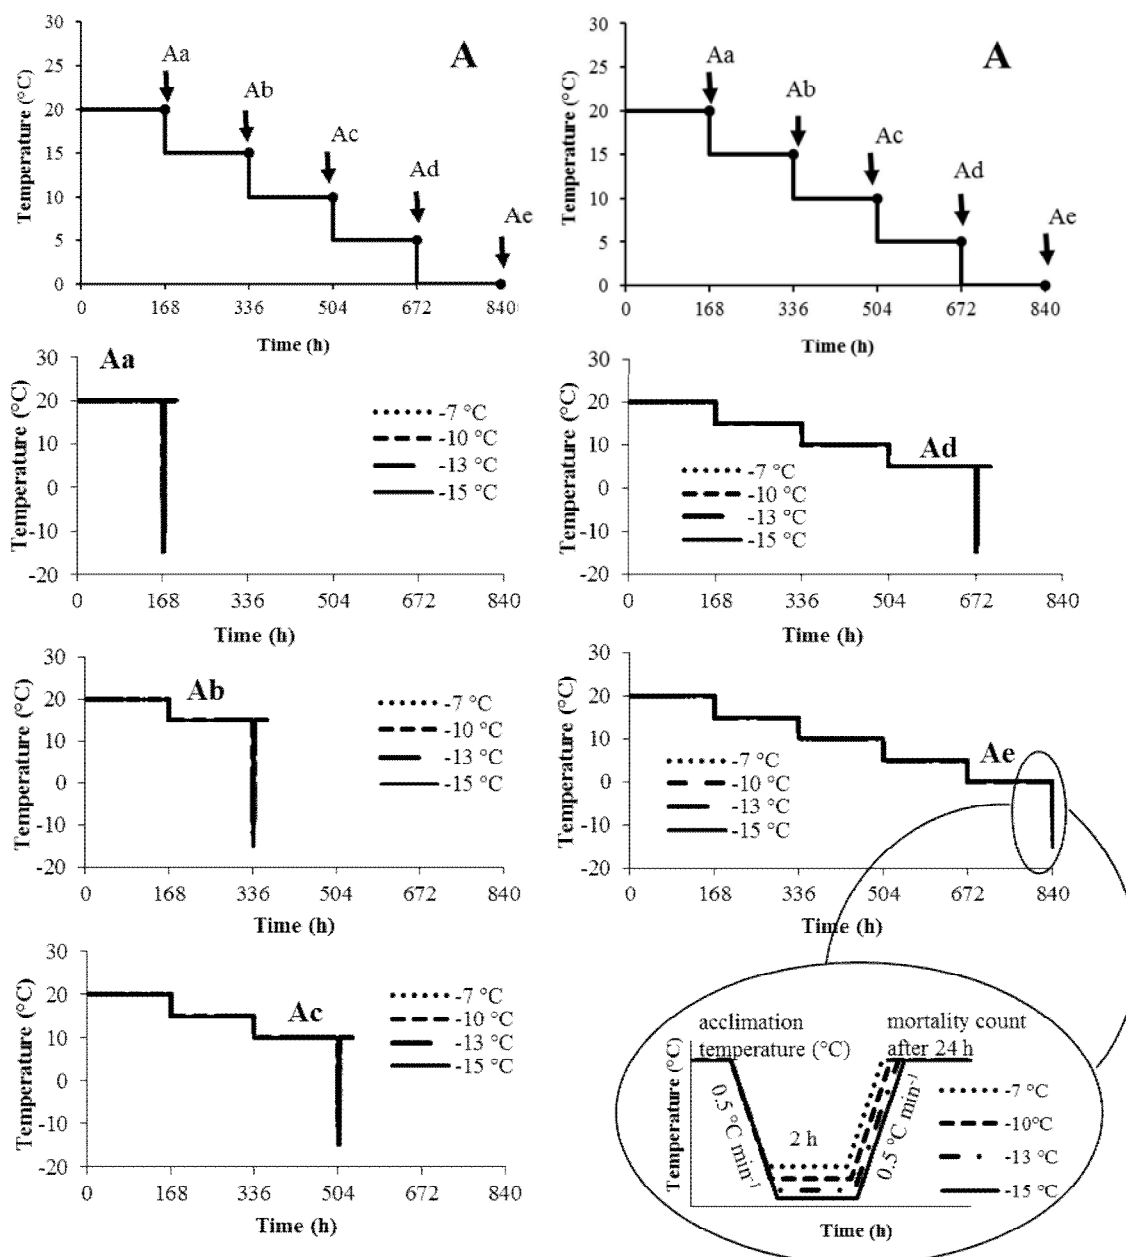 A
Temperature (°C)
30
25
20
15
10
5
0
Aa
Ab
Ac
Ad
Ae
0 168 336 504 672 840
Time (h)
A
Temperature (°C)
30
25
20
15
10
5
0
Aa
Ab
Ac
Ad
Ae
0 168 336 504 672 840
Time (h)
Aa
Temperature (°C)
30
20
10
0
-10
-20
-7 °C
-10 °C
-13 °C
-15 °C
0 168 336 504 672 840
Time (h)
Ad
Temperature (°C)
30
20
10
0
-10
-20
-7 °C
-10 °C
-13 °C
-15 °C
0 168 336 504 672 840
Time (h)
Ab
Temperature (°C)
30
20
10
0
-10
-20
-7 °C
-10 °C
-13 °C
-15 °C
0 168 336 504 672 840
Time (h)
Ae
Temperature (°C)
30
20
10
0
-10
-20
-7 °C
-10 °C
-13 °C
-15 °C
0 168 336 504 672 840
Time (h)
Ac
Temperature (°C)
30
20
10
0
-10
-20
-7 °C
-10 °C
-13 °C
-15 °C
0 168 336 504 672 840
Time (h)
acclimation
temperature (°C)
mortality count
after 24 h
Temperature (°C)
0.5 °C min⁻¹
2 h
0.5 °C min⁻¹
-7 °C
-10°C
-13 °C
-15 °C
Time (h)